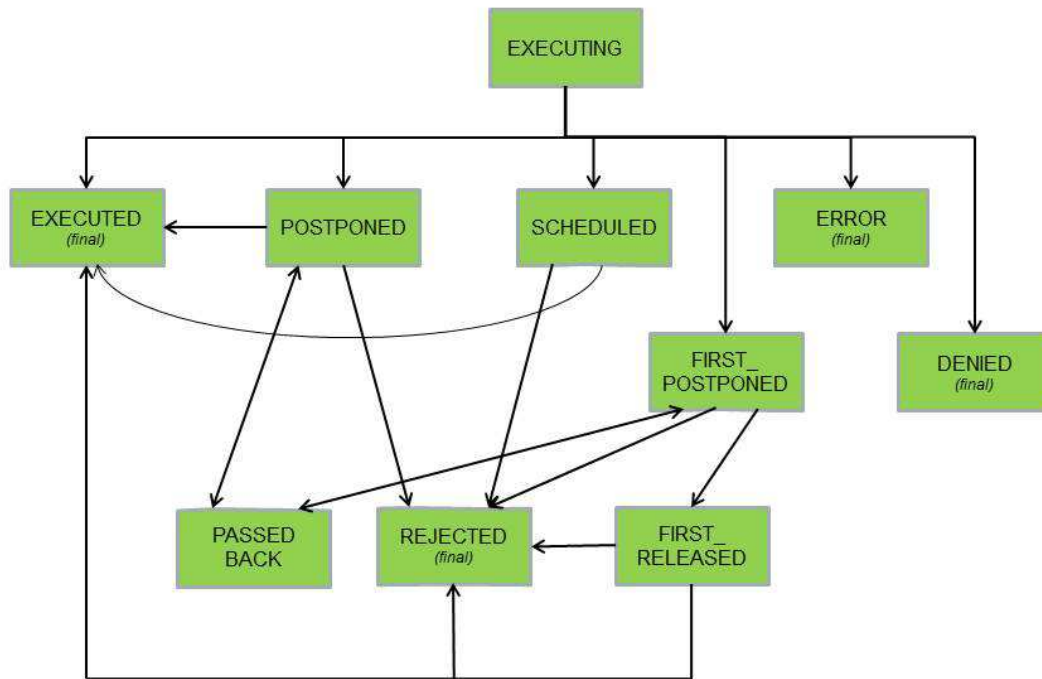 EXECUTING
EXECUTED
(final)
POSTPONED
SCHEDULED
ERROR
(final)
FIRST_
POSTPONED
DENIED
(final)
PASSED
BACK
REJECTED
(final)
FIRST_
RELEASED